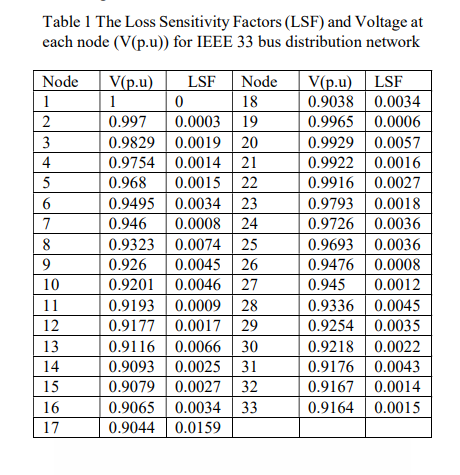 Table 1 The Loss Sensitivity Factors (LSF) and Voltage at
each node (V(p.u)) for IEEE 33 bus distribution network
Node V(p.u) LSF Node V(p.u) LSF
1 1 0 18 0.9038 0.0034
2 0.997 0.0003 19 0.9965 0.0006
3 0.9829 0.0019 20 0.9929 0.0057
4 0.9754 0.0014 21 0.9922 0.0016
5 0.968 0.0015 22 0.9916 0.0027
6 0.9495 0.0034 23 0.9793 0.0018
7 0.946 0.0008 24 0.9726 0.0036
8 0.9323 0.0074 25 0.9693 0.0036
9 0.926 0.0045 26 0.9476 0.0008
10 0.9201 0.0046 27 0.945 0.0012
11 0.9193 0.0009 28 0.9336 0.0045
12 0.9177 0.0017 29 0.9254 0.0035
13 0.9116 0.0066 30 0.9218 0.0022
14 0.9093 0.0025 31 0.9176 0.0043
15 0.9079 0.0027 32 0.9167 0.0014
16 0.9065 0.0034 33 0.9164 0.0015
17 0.9044 0.0159